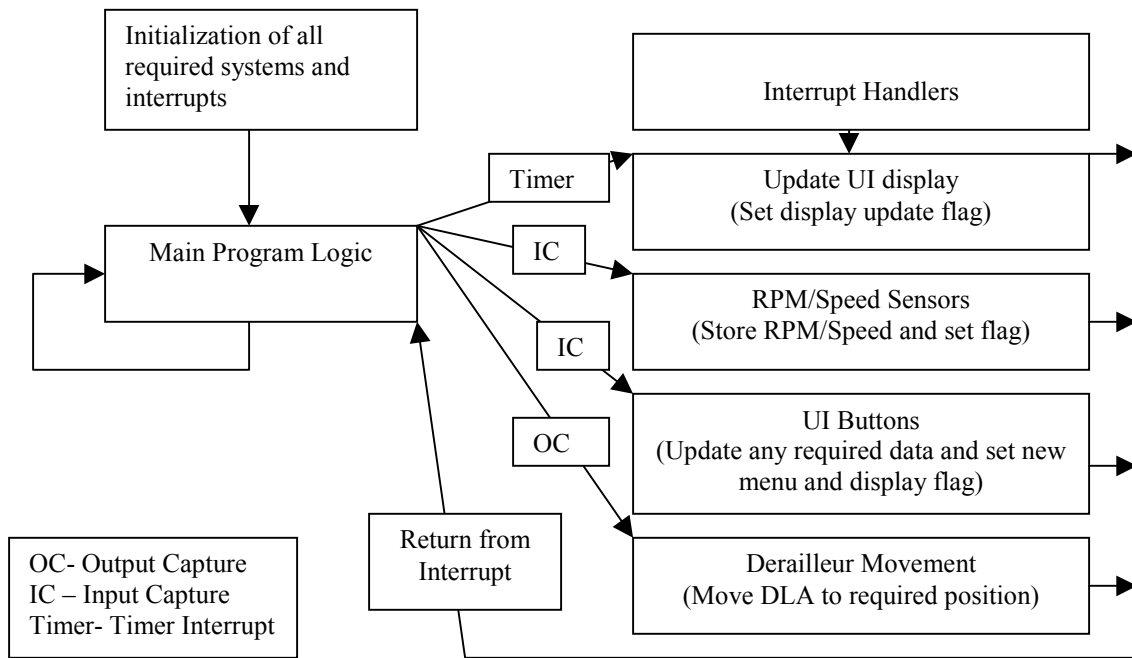 Initialization of all
required systems and
interrupts
Interrupt Handlers
Timer
Update UI display
(Set display update flag)
Main Program Logic
IC
RPM/Speed Sensors
(Store RPM/Speed and set flag)
IC
UI Buttons
(Update any required data and set new
menu and display flag)
OC
Return from
Interrupt
Derailleur Movement
(Move DLA to required position)
OC- Output Capture
IC – Input Capture
Timer- Timer Interrupt